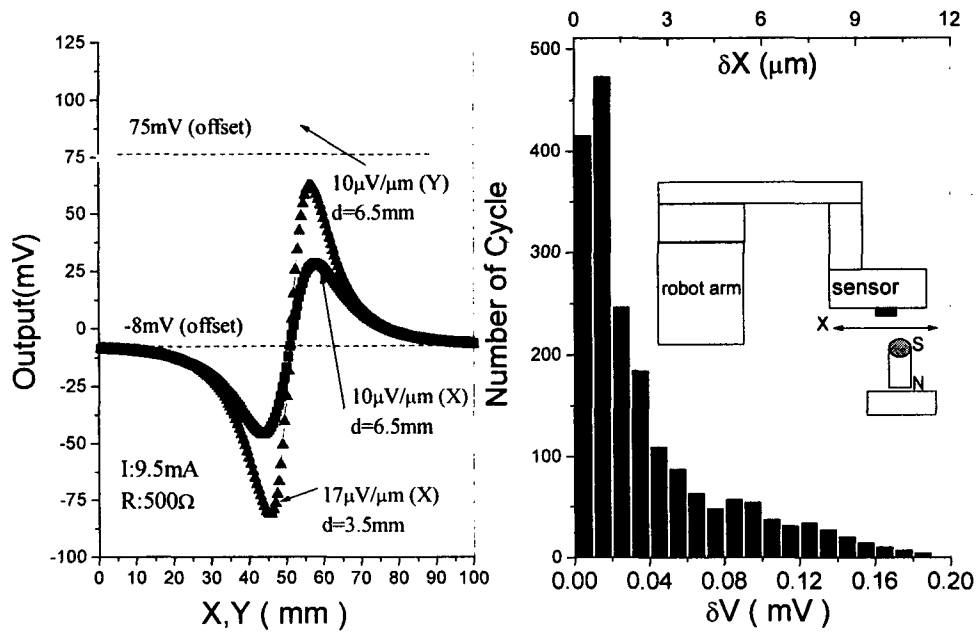 125
100
75
50
25
0
-25
-50
-75
-100
Output(mV)
75mV (offset)
10μV/μm (Y)
d=6.5mm
-8mV (offset)
10μV/μm (X)
d=6.5mm
I:9.5mA
R:500Ω
17μV/μm (X)
d=3.5mm
0 10 20 30 40 50 60 70 80 90 100
X,Y ( mm )
0 3 6 9 12
δX (μm)
500
400
300
200
100
0
Number of Cycle
robot arm
sensor
X
S
N
0.00 0.04 0.08 0.12 0.16 0.20
δV ( mV )